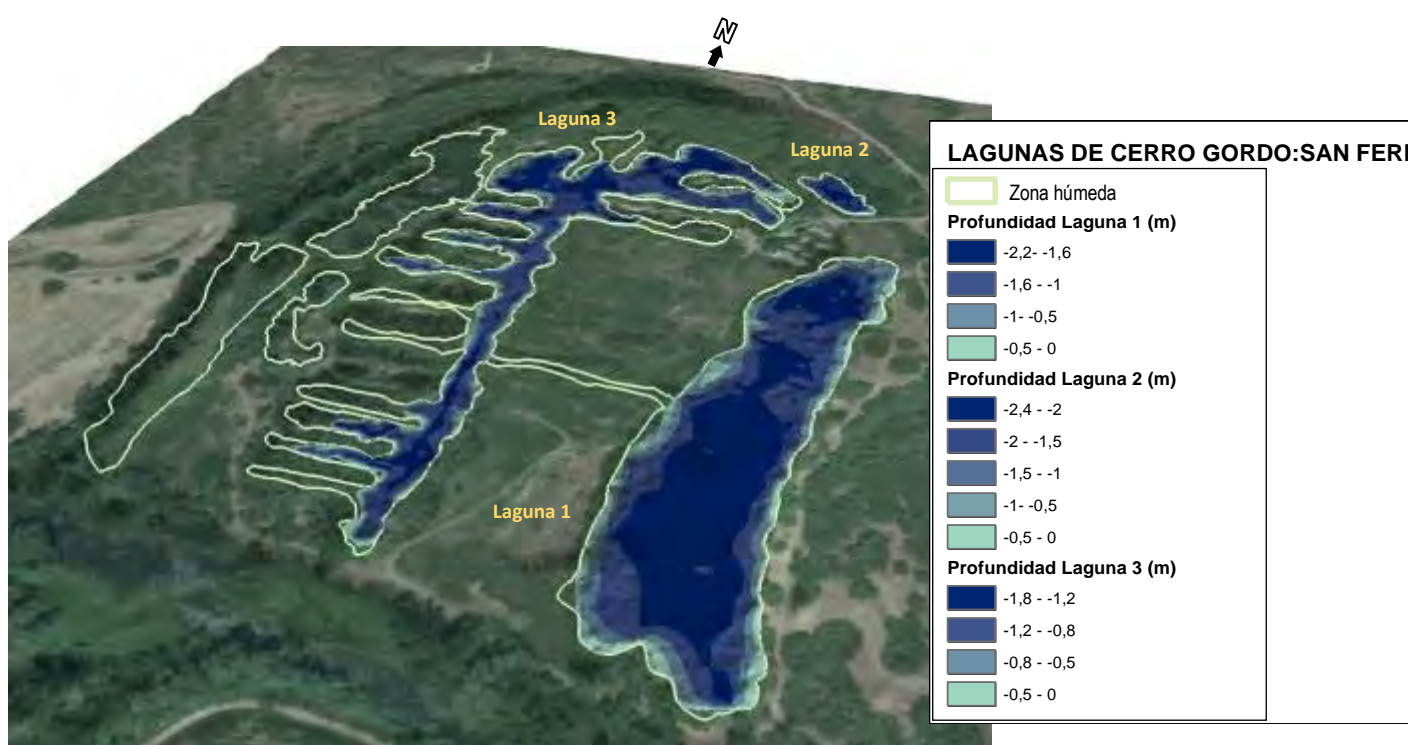 N
Laguna 3
Laguna 2
Laguna 1
LAGUNAS DE CERRO GORDO:SAN FER
Zona húmeda
Profundidad Laguna 1 (m)
-2,2- -1,6
-1,6 - -1
-1- -0,5
-0,5 - 0
Profundidad Laguna 2 (m)
-2,4 - -2
-2 - -1,5
-1,5 - -1
-1- -0,5
-0,5 - 0
Profundidad Laguna 3 (m)
-1,8 - -1,2
-1,2 - -0,8
-0,8 - -0,5
-0,5 - 0